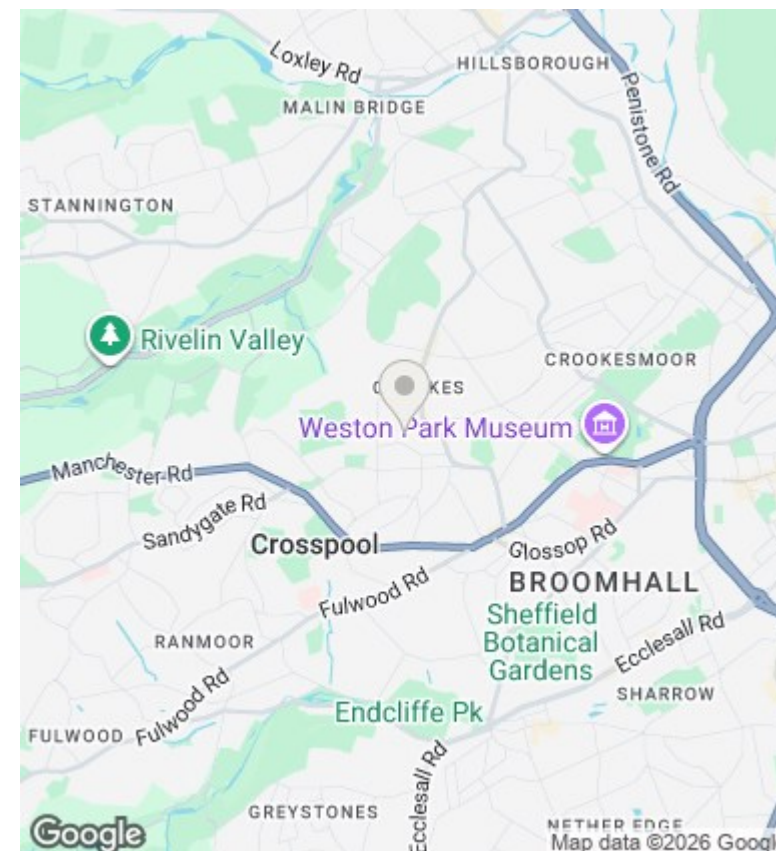 Loxley Rd
HILLSBOROUGH
MALIN BRIDGE
Penistone Rd
STANNINGTON
Rivelin Valley
CROOKESMOOR
KES
Weston Park Museum
Manchester Rd
Sandygate Rd
Crosspool
Glossop Rd
Fulwood Rd
BROOMHALL
Sheffield
Botanical
Gardens
Ecclesall Rd
RANMOOR
SHARROW
Fulwood Rd
Endcliffe Pk
FULWOOD
Ecclesall Rd
GREYSTONES
NETHER EDGE
Google
Map data ©2026 Googl